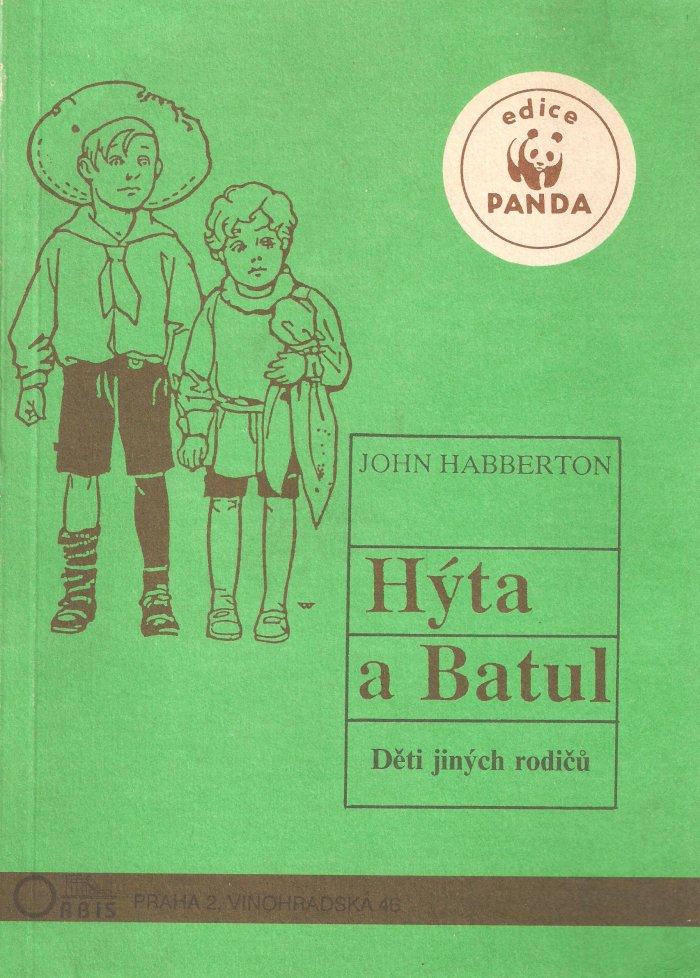 edice
PANDA
JOHN HABBERTON
Hýta
a Batul
Děti jiných rodičů
ORBIS PRAHA 2, VINOHRADSKÁ 46